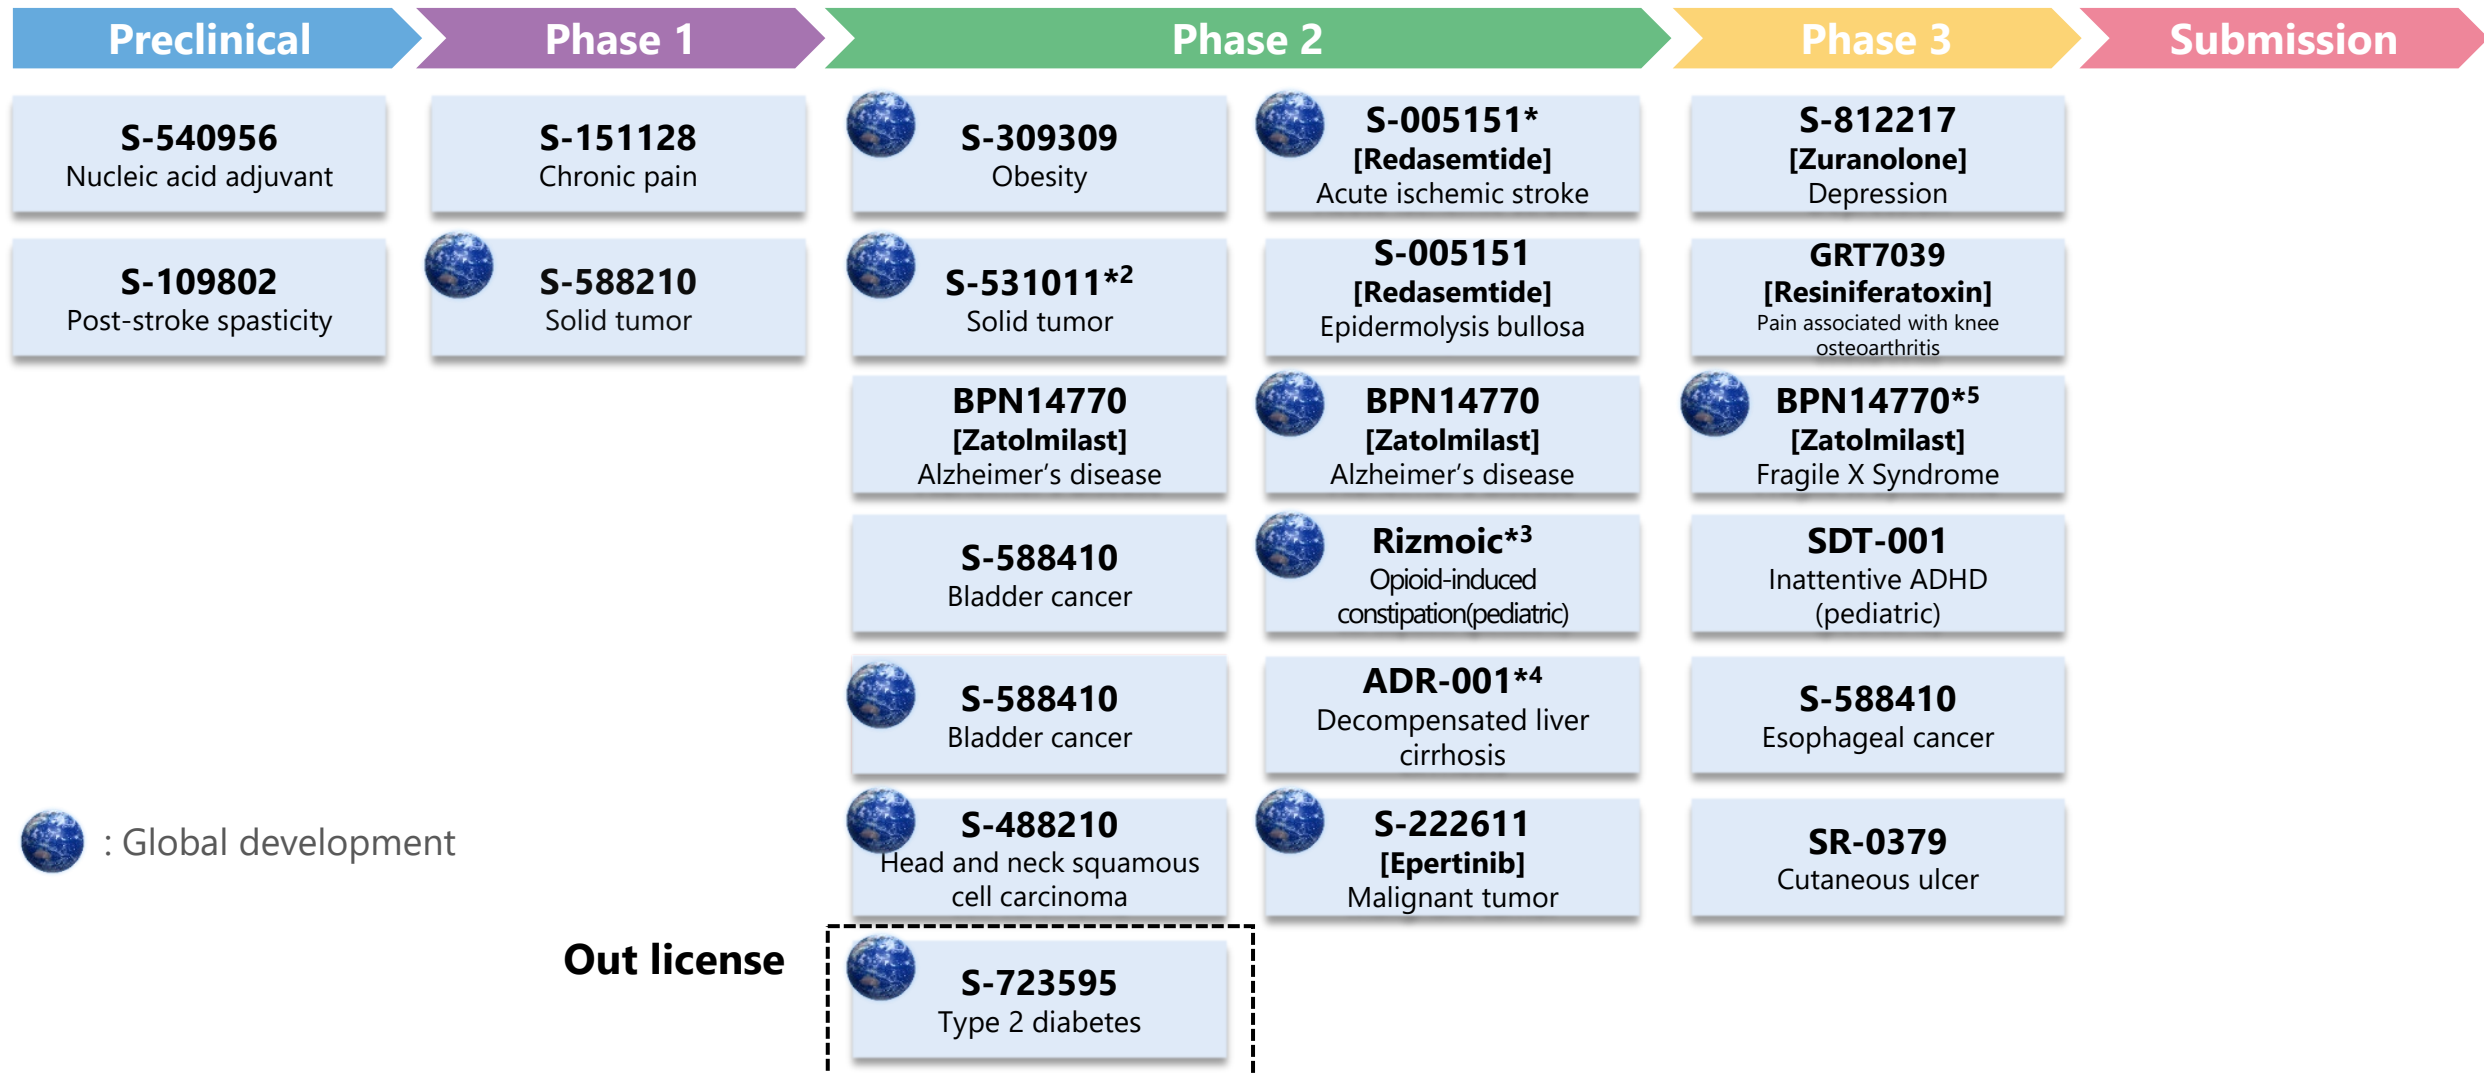 Preclinical
Phase 1
Phase 2
Phase 3
Submission
S-540956
Nucleic acid adjuvant
S-109802
Post-stroke spasticity
S-151128
Chronic pain
S-588210
Solid tumor
S-309309
Obesity
S-531011*2
Solid tumor
BPN14770
[Zatolmilast]
Alzheimer’s disease
S-588410
Bladder cancer
S-588410
Bladder cancer
S-488210
Head and neck squamous
cell carcinoma
Out license
S-723595
Type 2 diabetes
S-005151*
[Redasemtide]
Acute ischemic stroke
S-005151
[Redasemtide]
Epidermolysis bullosa
BPN14770
[Zatolmilast]
Alzheimer’s disease
Rizmoic*3
Opioid-induced
constipation(pediatric)
ADR-001*4
Decompensated liver
cirrhosis
S-222611
[Epertinib]
Malignant tumor
S-812217
[Zuranolone]
Depression
GRT7039
[Resiniferatoxin]
Pain associated with knee
osteoarthritis
BPN14770*5
[Zatolmilast]
Fragile X Syndrome
SDT-001
Inattentive ADHD
(pediatric)
S-588410
Esophageal cancer
SR-0379
Cutaneous ulcer
: Global development